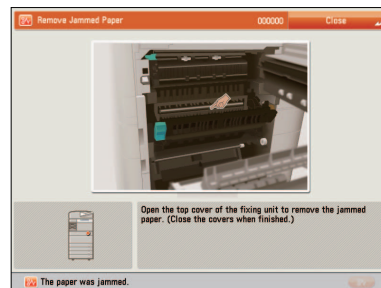 Remove Jammed Paper 000000 Close
Open the top cover of the fixing unit to remove the jammed
paper. (Close the covers when finished.)
The paper was jammed.